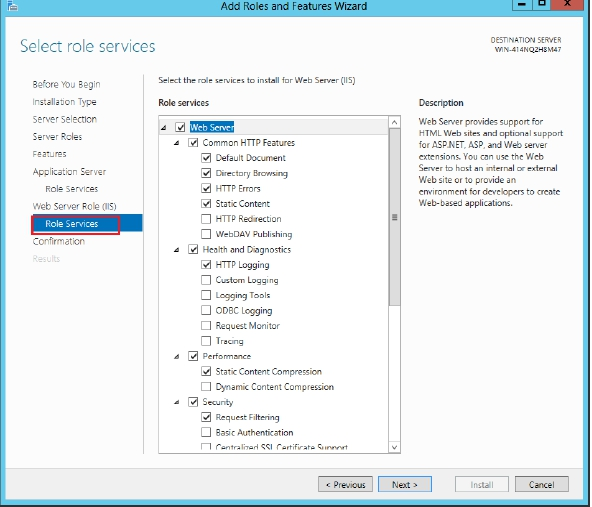 Add Roles and Features Wizard
Select role services
DESTINATION SERVER
WIN-414NQ2H8M47
Before You Begin
Installation Type
Server Selection
Server Roles
Features
Application Server
Role Services
Web Server Role (IIS)
Role Services
Confirmation
Results
Select the role services to install for Web Server (IIS)
Role services
Web Server
Common HTTP Features
Default Document
Directory Browsing
HTTP Errors
Static Content
HTTP Redirection
WebDAV Publishing
Health and Diagnostics
HTTP Logging
Custom Logging
Logging Tools
ODBC Logging
Request Monitor
Tracing
Performance
Static Content Compression
Dynamic Content Compression
Security
Request Filtering
Basic Authentication
Centralized SSL Certificate Support
Description
Web Server provides support for
HTML Web sites and optional support
for ASP.NET, ASP, and Web server
extensions. You can use the Web
Server to host an internal or external
Web site or to provide an
environment for developers to create
Web-based applications.
< Previous
Next >
Install
Cancel